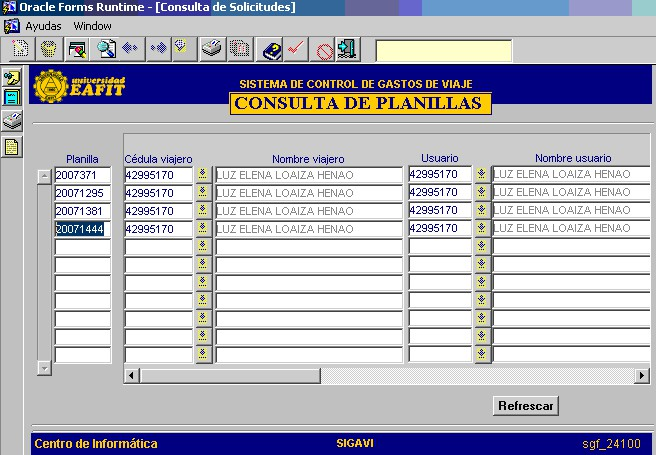 Oracle Forms Runtime - [Consulta de Solicitudes]
Ayudas Window
universidad
EAFIT
SISTEMA DE CONTROL DE GASTOS DE VIAJE
CONSULTA DE PLANILLAS
Planilla Cédula viajero Nombre viajero Usuario Nombre usuario
2007371 42995170 LUZ ELENA LOAIZA HENAO 42995170 LUZ ELENA LOAIZA HENAO
20071295 42995170 LUZ ELENA LOAIZA HENAO 42995170 LUZ ELENA LOAIZA HENAO
20071381 42995170 LUZ ELENA LOAIZA HENAO 42995170 LUZ ELENA LOAIZA HENAO
20071444 42995170 LUZ ELENA LOAIZA HENAO 42995170 LUZ ELENA LOAIZA HENAO
Refrescar
Centro de Informática SIGAVI sgf_24100